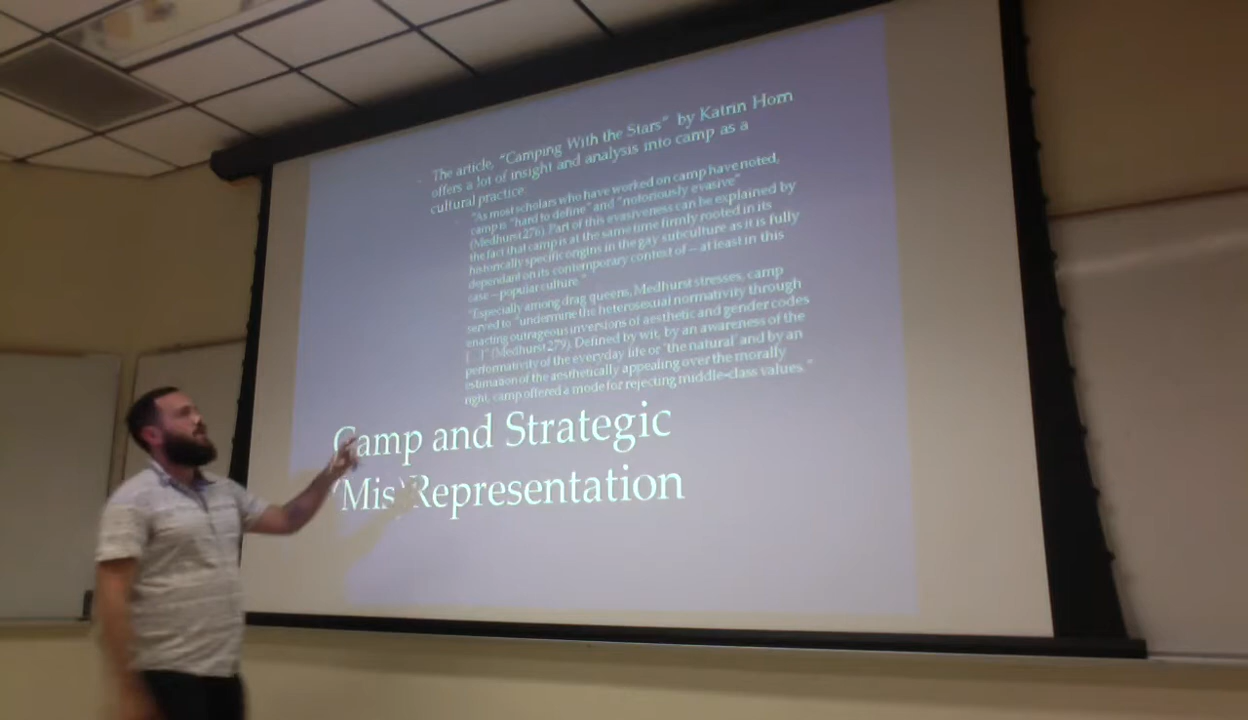 The article, "Camping With the Stars" by Katrin Horn
offers a lot of insight and analysis into camp as a
cultural practice.
"As most scholars who have worked on camp have noted,
camp is "hard to define" and "notoriously evasive"
(Medhurst 276). Part of this evasiveness can be explained by
the fact that camp is at the same time firmly rooted in its
historically specific origins in the gay subculture as it is fully
dependant on its contemporary context of – at least in this
case – popular culture."
"Especially among drag queens, Medhurst stresses, camp
served to "undermine the heterosexual normativity through
enacting outrageous inversions of aesthetic and gender codes
[…]" (Medhurst 279). Defined by wit, by an awareness of the
performativity of the everyday life or 'the natural' and by an
estimation of the aesthetically appealing over the morally
right, camp offered a mode for rejecting middle-class values."
Camp and Strategic
(Mis)Representation